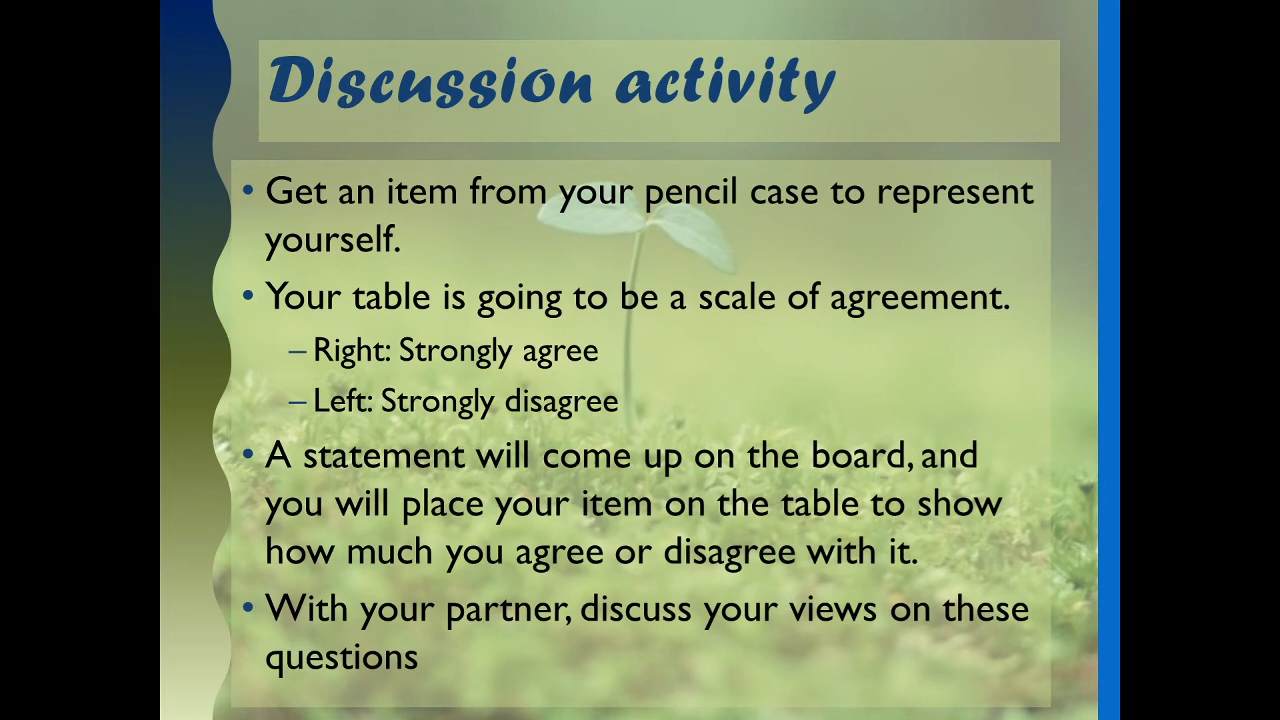 Discussion activity
• Get an item from your pencil case to represent
yourself.
• Your table is going to be a scale of agreement.
– Right: Strongly agree
– Left: Strongly disagree
• A statement will come up on the board, and
you will place your item on the table to show
how much you agree or disagree with it.
• With your partner, discuss your views on these
questions